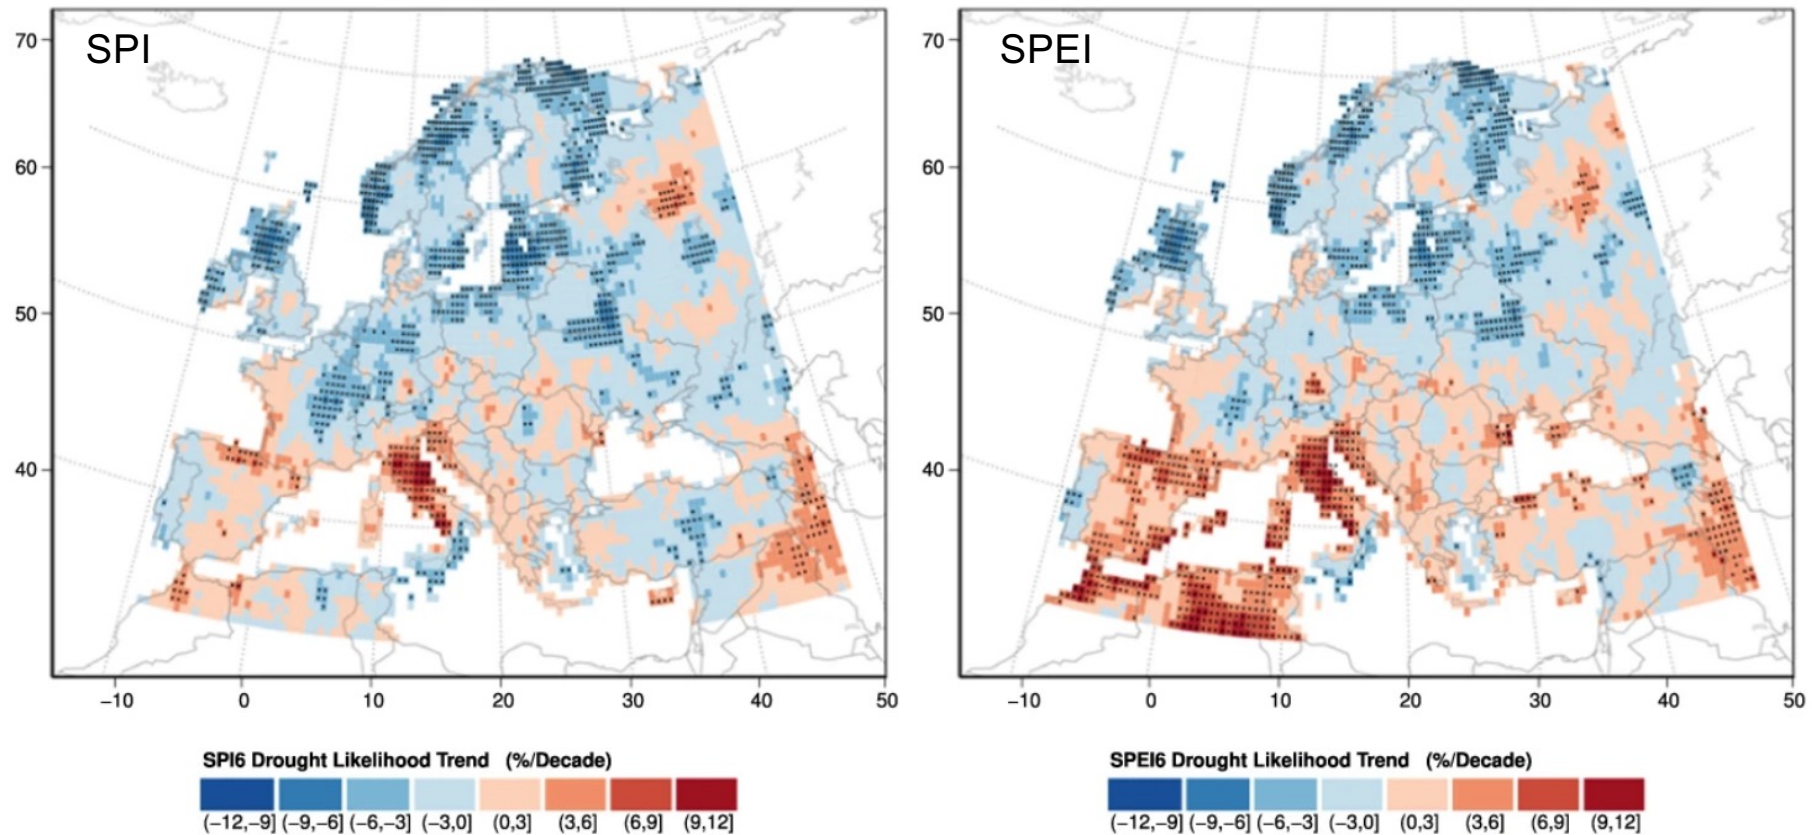 SPI
SPEI
70
60
50
40
−10 0 10 20 30 40 50
70
60
50
40
−10 0 10 20 30 40 50
SPI6 Drought Likelihood Trend (%/Decade)
(−12,−9] (−9,−6] (−6,−3] (−3,0] (0,3] (3,6] (6,9] (9,12]
SPEI6 Drought Likelihood Trend (%/Decade)
(−12,−9] (−9,−6] (−6,−3] (−3,0] (0,3] (3,6] (6,9] (9,12]